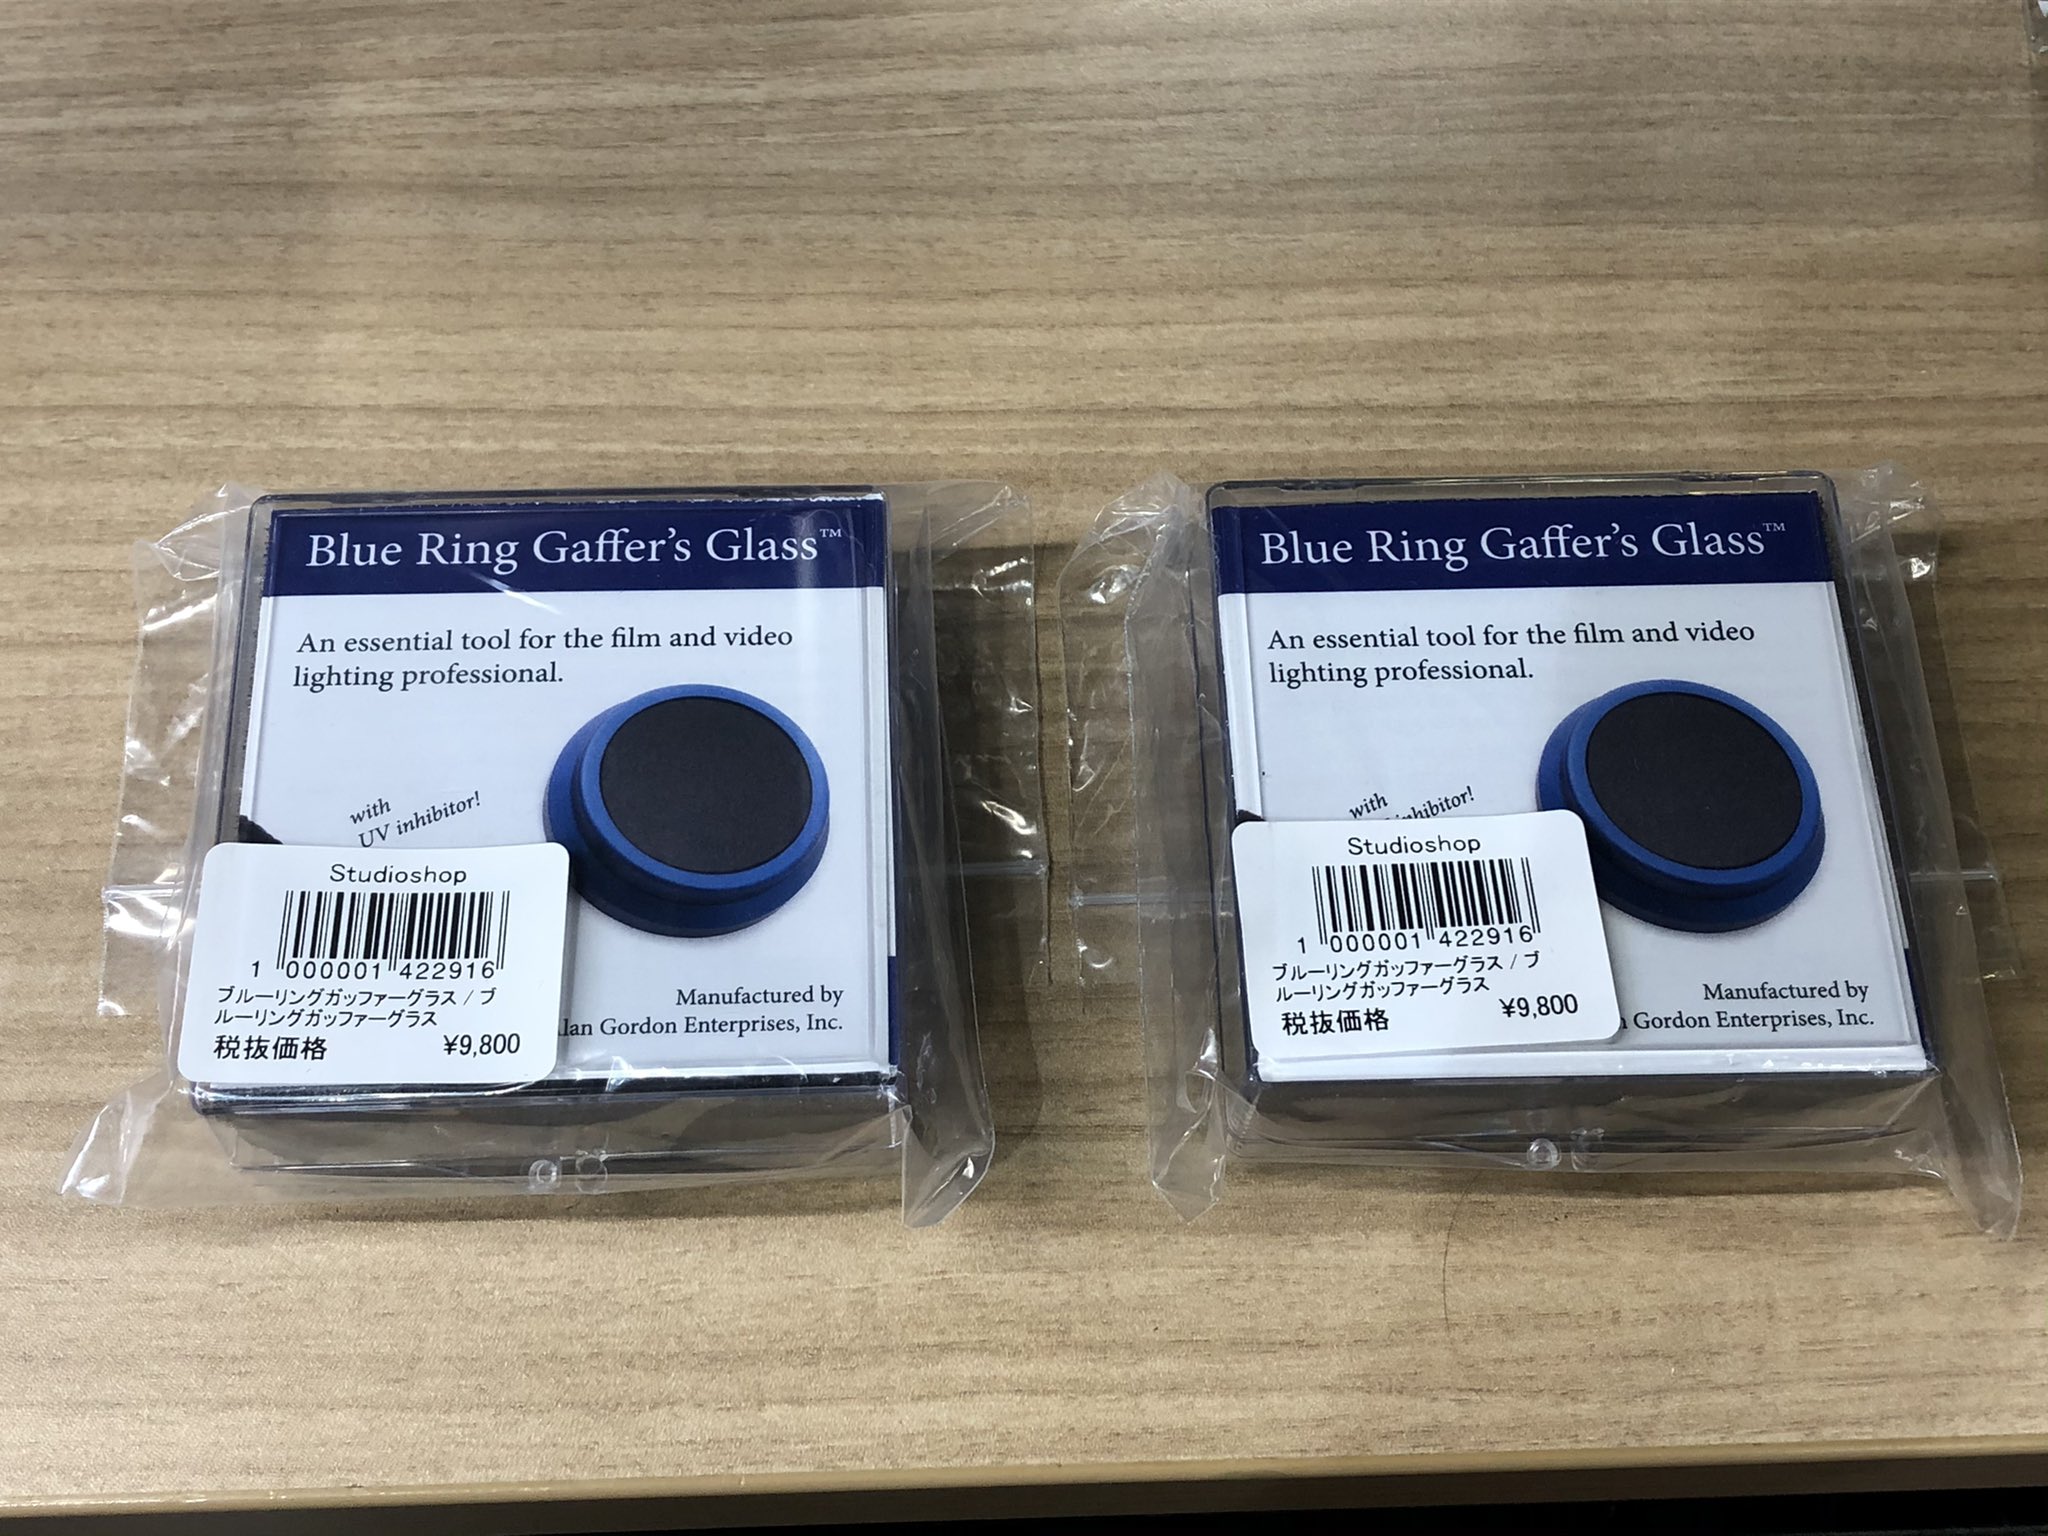 Blue Ring Gaffer's Glass™
An essential tool for the film and video
lighting professional.
with
UV inhibitor!
Studioshop
1 000001 422916
ブルーリングガッファーグラス / ブ
ルーリングガッファーグラス
税抜価格 ¥9,800
Manufactured by
Gordon Enterprises, Inc.
Blue Ring Gaffer's Glass™
An essential tool for the film and video
lighting professional.
with
inhibitor!
Studioshop
1 000001 422916
ブルーリングガッファーグラス / ブ
ルーリングガッファーグラス
税抜価格 ¥9,800
Manufactured by
Gordon Enterprises, Inc.